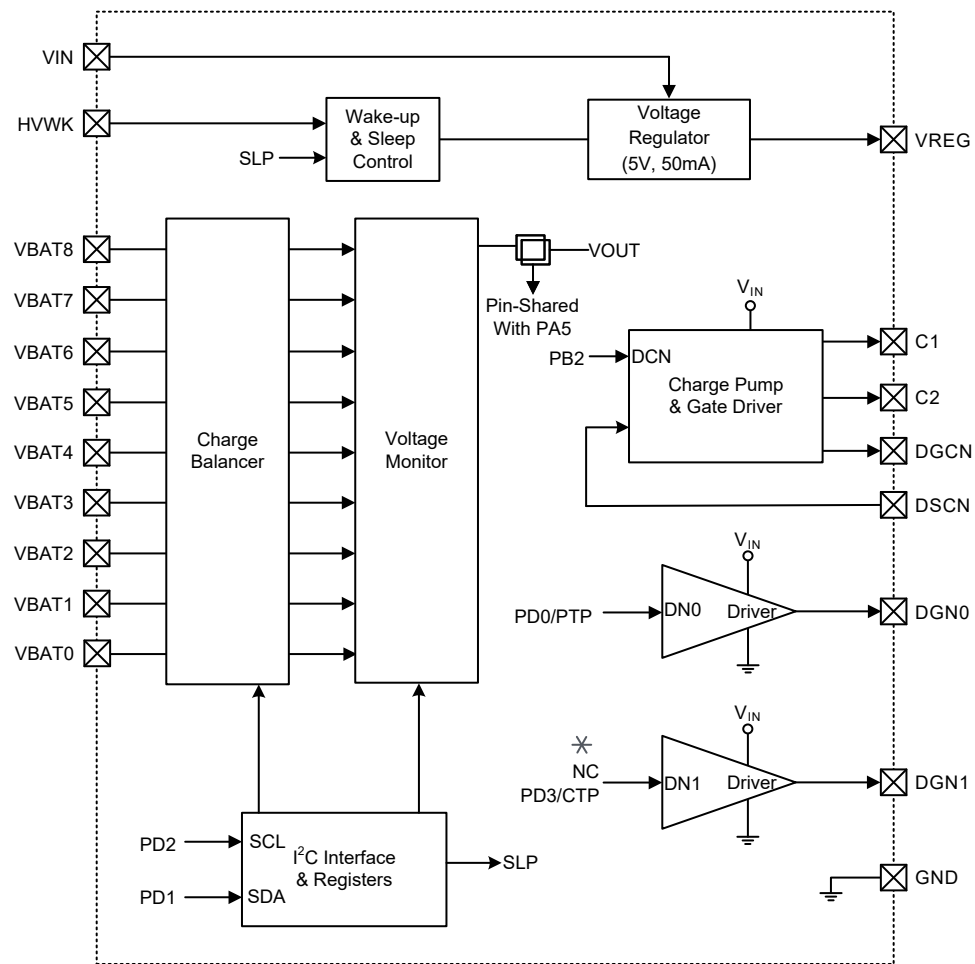 VIN
HVWK
SLP
Wake-up
& Sleep
Control
Voltage
Regulator
(5V, 50mA)
VREG
VBAT8
VBAT7
VBAT6
VBAT5
VBAT4
VBAT3
VBAT2
VBAT1
VBAT0
Charge
Balancer
Voltage
Monitor
VOUT
Pin-Shared
With PA5
VIN
PB2
DCN
Charge Pump
& Gate Driver
C1
C2
DGCN
DSCN
VIN
PD0/PTP
DN0
Driver
DGN0
VIN
*
NC
PD3/CTP
DN1
Driver
DGN1
PD2
SCL
PD1
SDA
I²C Interface
& Registers
SLP
GND